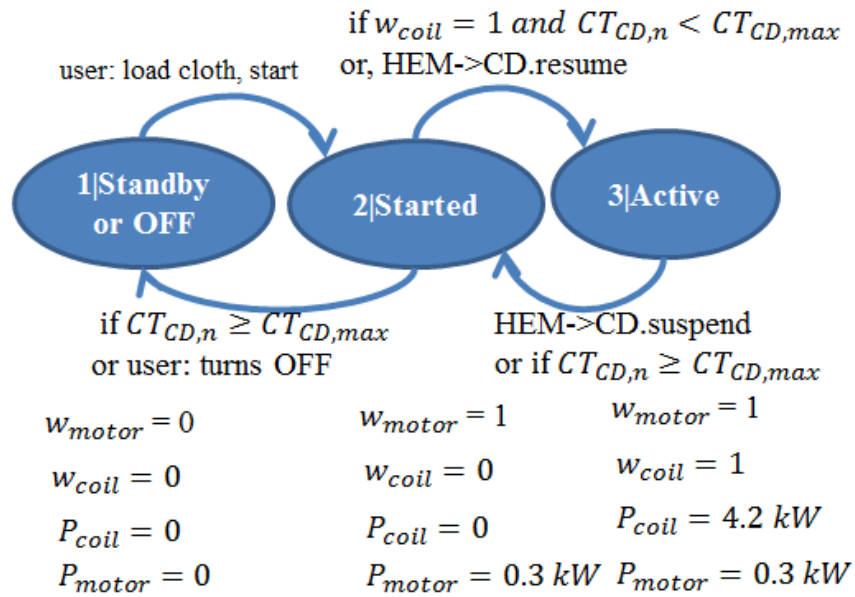 if w_coil = 1 and CT_CD,n < CT_CD,max
or, HEM->CD.resume
user: load cloth, start
1|Standby
or OFF
2|Started
3|Active
if CT_CD,n ≥ CT_CD,max
or user: turns OFF
HEM->CD.suspend
or if CT_CD,n ≥ CT_CD,max
w_motor = 0
w_coil = 0
P_coil = 0
P_motor = 0
w_motor = 1
w_coil = 0
P_coil = 0
P_motor = 0.3 kW
w_motor = 1
w_coil = 1
P_coil = 4.2 kW
P_motor = 0.3 kW